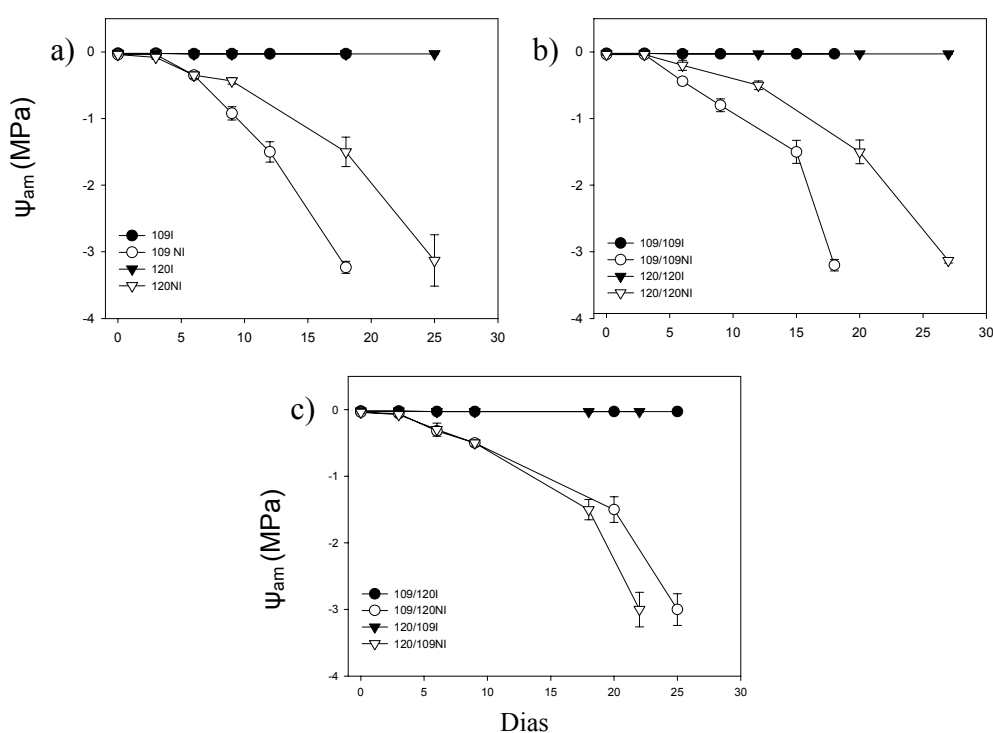 a)
Ψam (MPa)
0
-1
-2
-3
-4
109I
109 NI
120I
120NI
0 5 10 15 20 25 30
b)
0
-1
-2
-3
-4
109/109I
109/109NI
120/120I
120/120NI
0 5 10 15 20 25 30
c)
Ψam (MPa)
0
-1
-2
-3
-4
109/120I
109/120NI
120/109I
120/109NI
0 5 10 15 20 25 30
Dias